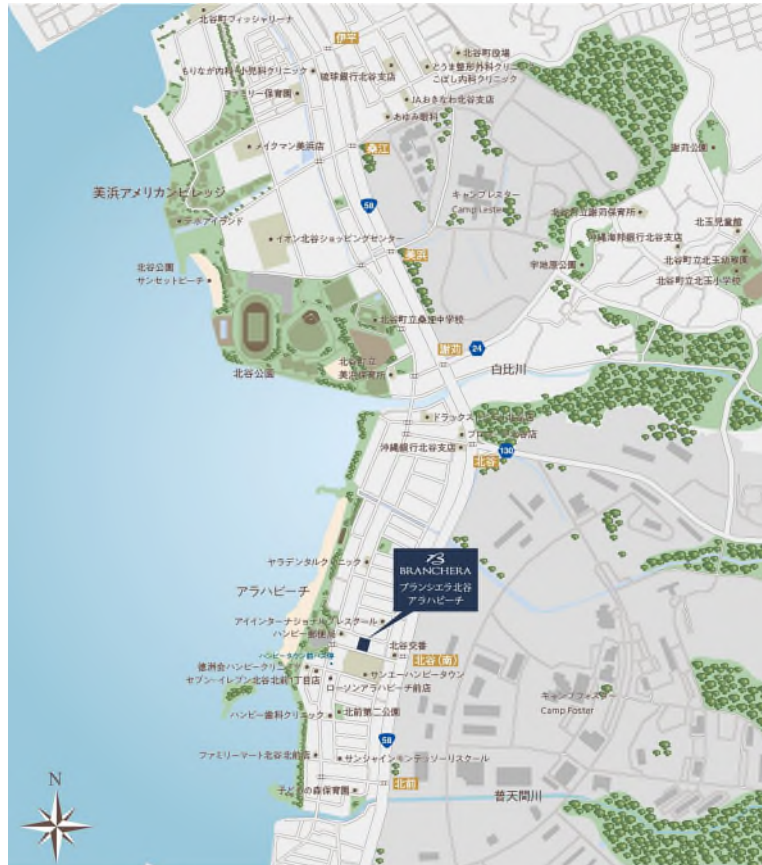 北谷町フィッシャリーナ
伊平
北谷町役場
もりなが内科・小児科クリニック
琉球銀行北谷支店
とうま整形外科クリニック
こばし内科クリニック
ファミリー保育園
JAおきなわ北谷支店
あゆみ眼科
メイクマン美浜店
桑江
謝苅公園
美浜アメリカンビレッジ
58
キャンプレスター
Camp Lester
北谷町立謝苅保育所
デポアイランド
北玉児童館
イオン北谷ショッピングセンター
沖縄海邦銀行北谷支店
美浜
北谷町立北玉幼稚園
北谷公園
サンセットビーチ
宇地原公園
北谷町立北玉小学校
北谷町立桑江中学校
謝苅
24
北谷町立
美浜保育所
北谷公園
白比川
沖縄銀行北谷支店
130
北谷
ヤラデンタルクリニック
BRANCHERA
ブランシエラ北谷
アラハビーチ
アラハビーチ
アイインターナショナルプレスクール
ハンビー郵便局
北谷交番
ハンビータウン前バス停
北谷(南)
徳洲会ハンビークリニック
サンエーハンビータウン
セブン-イレブン北谷北前1丁目店
ローソンアラハビーチ前店
キャンプフォスター
Camp Foster
ハンビー歯科クリニック
北前第二公園
58
ファミリーマート北谷北前店
サンシャインモンテッソーリスクール
北前
子どもの森保育園
普天間川
N